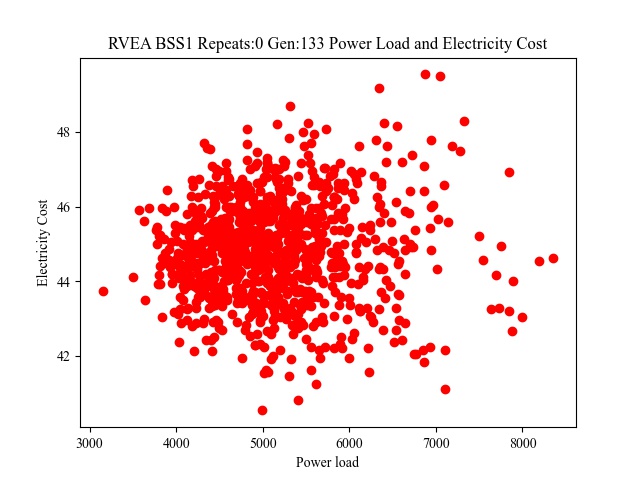 RVEA BSS1 Repeats:0 Gen:133 Power Load and Electricity Cost
48
46
44
42
Electricity Cost
3000 4000 5000 6000 7000 8000
Power load